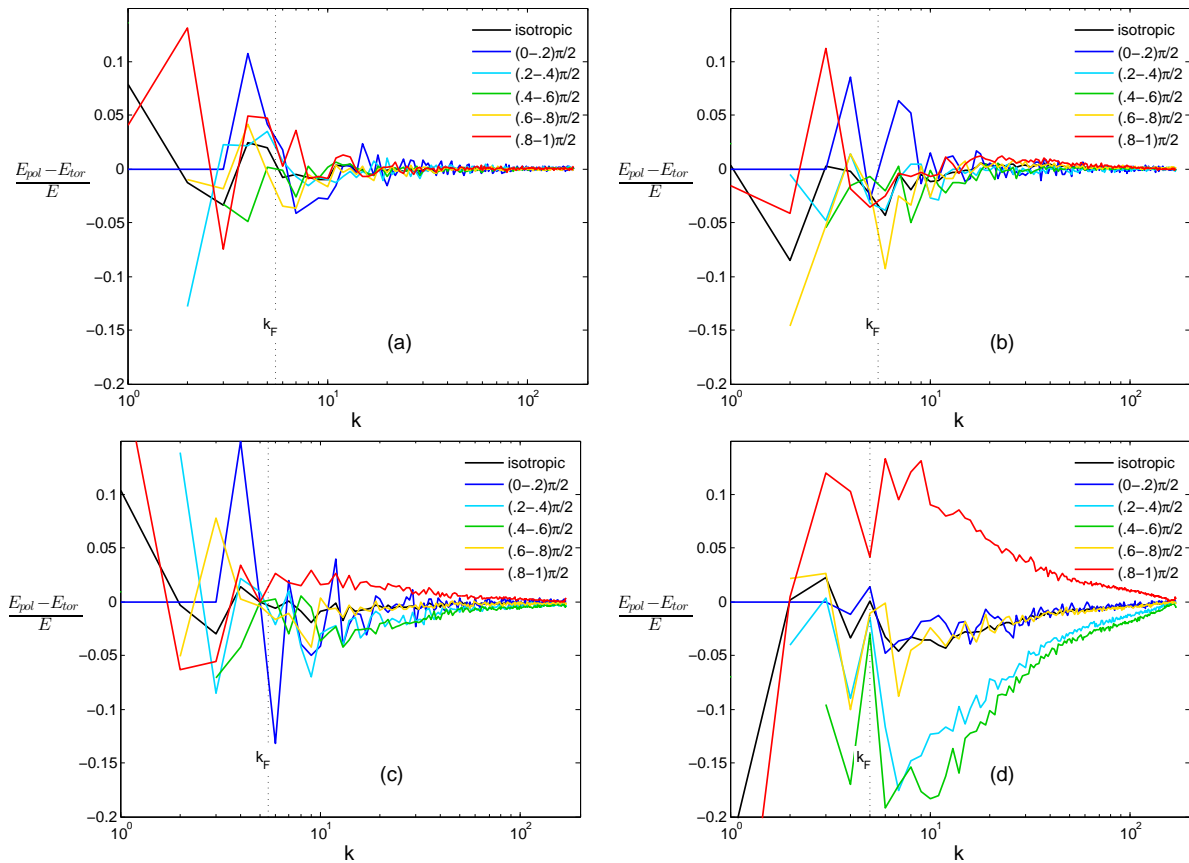 0.1
0.05
0
−0.05
−0.1
−0.15
−0.2
E_pol−E_tor
E
isotropic
(0−.2)π/2
(.2−.4)π/2
(.4−.6)π/2
(.6−.8)π/2
(.8−1)π/2
k_F
(a)
10^0
10^1
10^2
k
0.1
0.05
0
−0.05
−0.1
−0.15
−0.2
E_pol−E_tor
E
isotropic
(0−.2)π/2
(.2−.4)π/2
(.4−.6)π/2
(.6−.8)π/2
(.8−1)π/2
k_F
(b)
10^0
10^1
10^2
k
0.1
0.05
0
−0.05
−0.1
−0.15
−0.2
E_pol−E_tor
E
isotropic
(0−.2)π/2
(.2−.4)π/2
(.4−.6)π/2
(.6−.8)π/2
(.8−1)π/2
k_F
(c)
10^0
10^1
10^2
k
0.1
0.05
0
−0.05
−0.1
−0.15
−0.2
E_pol−E_tor
E
isotropic
(0−.2)π/2
(.2−.4)π/2
(.4−.6)π/2
(.6−.8)π/2
(.8−1)π/2
k_F
(d)
10^0
10^1
10^2
k